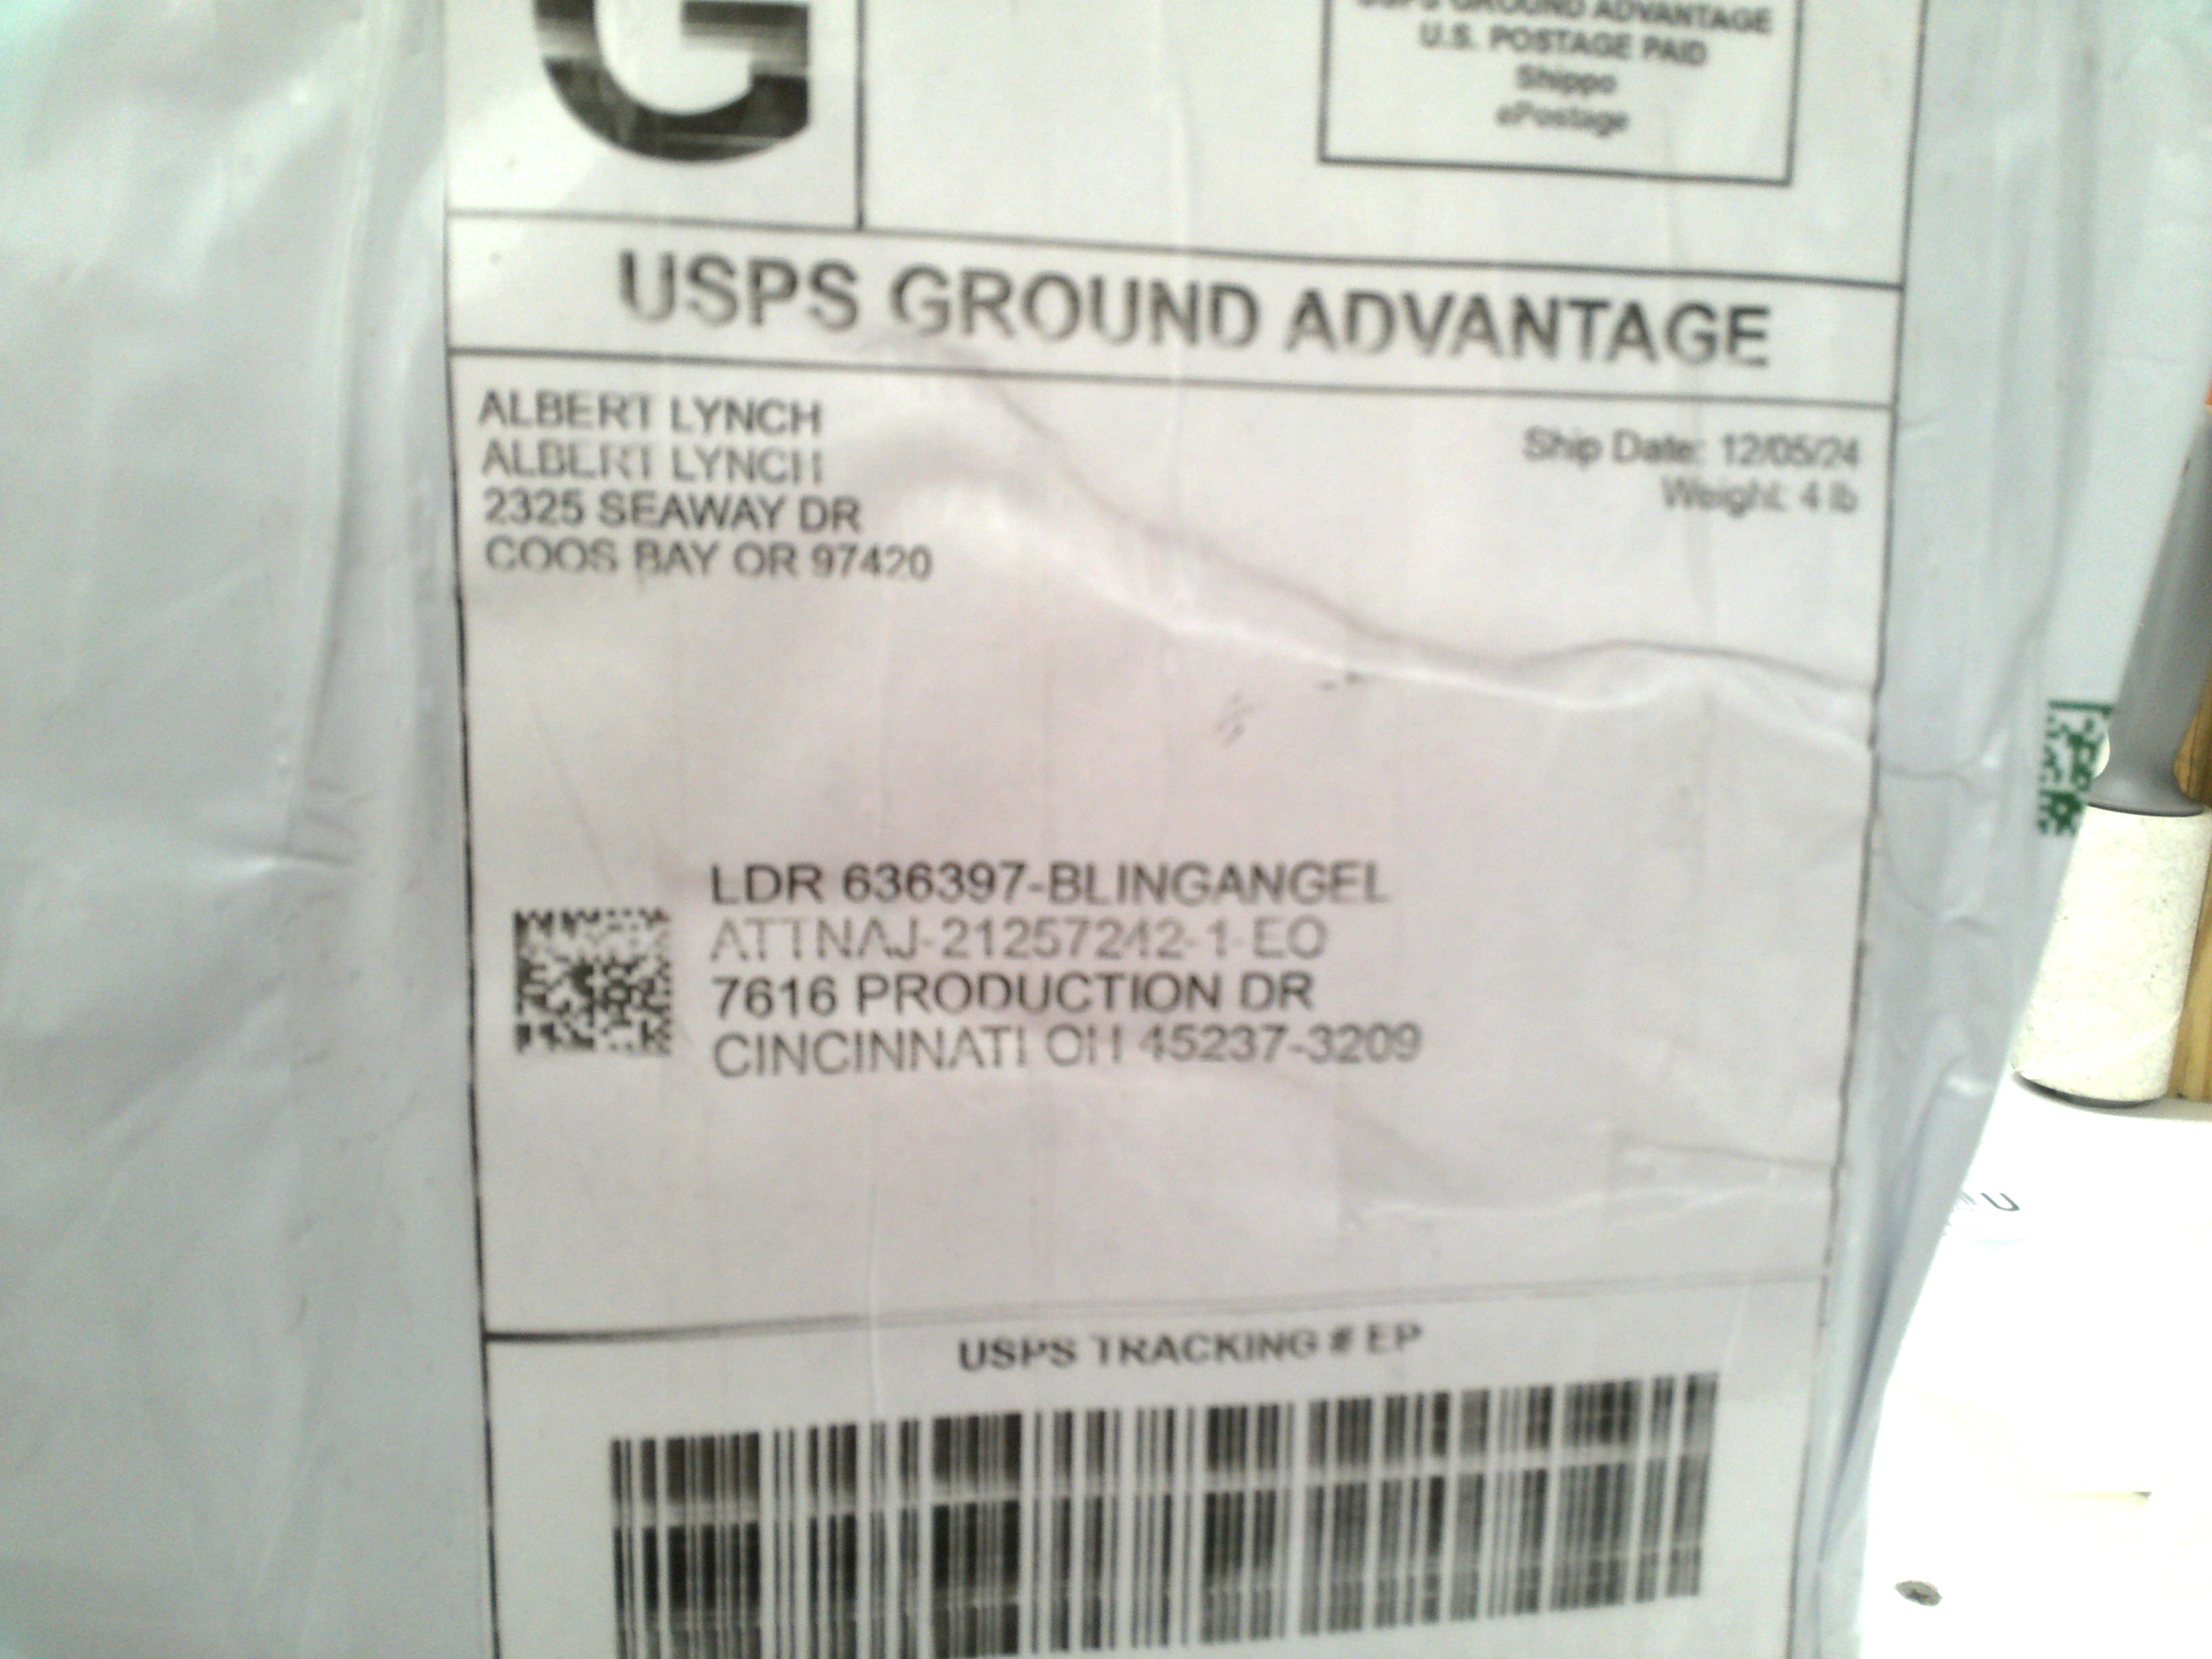 G
USPS GROUND ADVANTAGE
U.S. POSTAGE PAID
Shippo
ePostage
USPS GROUND ADVANTAGE
ALBERT LYNCH
ALBERT LYNCH
2325 SEAWAY DR
COOS BAY OR 97420
Ship Date: 12/05/24
Weight: 4 lb
LDR 636397-BLINGANGEL
ATTNAJ-21257242-1-EO
7616 PRODUCTION DR
CINCINNATI OH 45237-3209
USPS TRACKING # EP